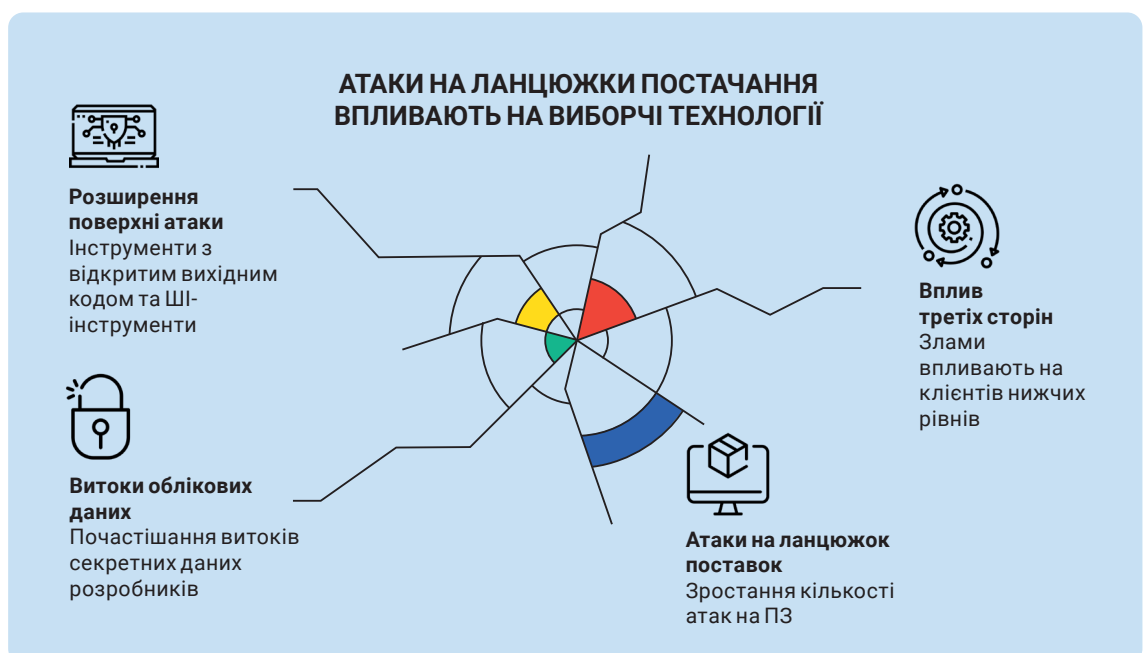 АТАКИ НА ЛАНЦЮЖКИ ПОСТАЧАННЯ
ВПЛИВАЮТЬ НА ВИБОРЧІ ТЕХНОЛОГІЇ
Розширення
поверхні атаки
Інструменти з
відкритим вихідним
кодом та ШІ-
інструменти
Вплив
третіх сторін
Злами
впливають на
клієнтів нижчих
рівнів
Витоки облікових
даних
Почастішання витоків
секретних даних
розробників
Атаки на ланцюжок
поставок
Зростання кількості
атак на ПЗ